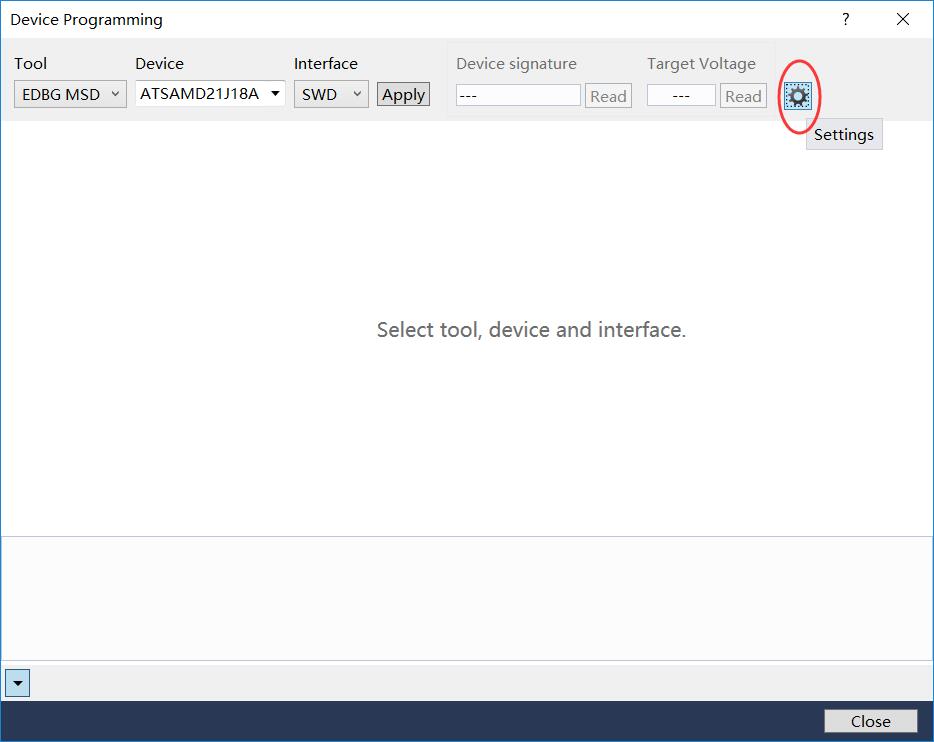 Device Programming
?
Tool Device Interface Device signature Target Voltage
EDBG MSD ATSAMD21J18A SWD Apply --- Read --- Read
Settings
Select tool, device and interface.
Close